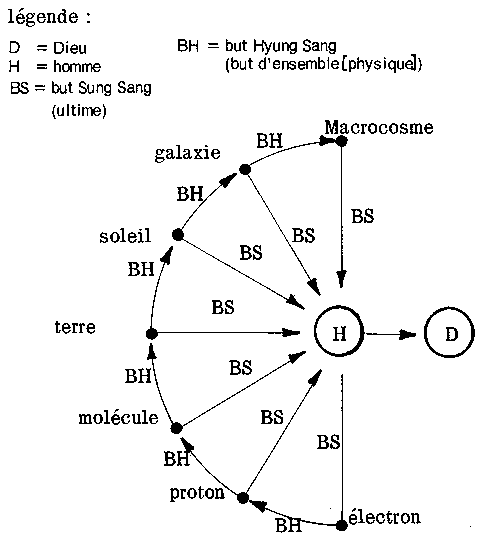 légende :
D = Dieu
H = homme
BS = but Sung Sang
(ultime)
BH = but Hyung Sang
(but d'ensemble [physique])
Macrocosme
BH
galaxie
BH
BS
BS
soleil
BS
BH
BS
terre
H
D
BH
BS
molécule
BS
BS
BH
proton
BH
électron